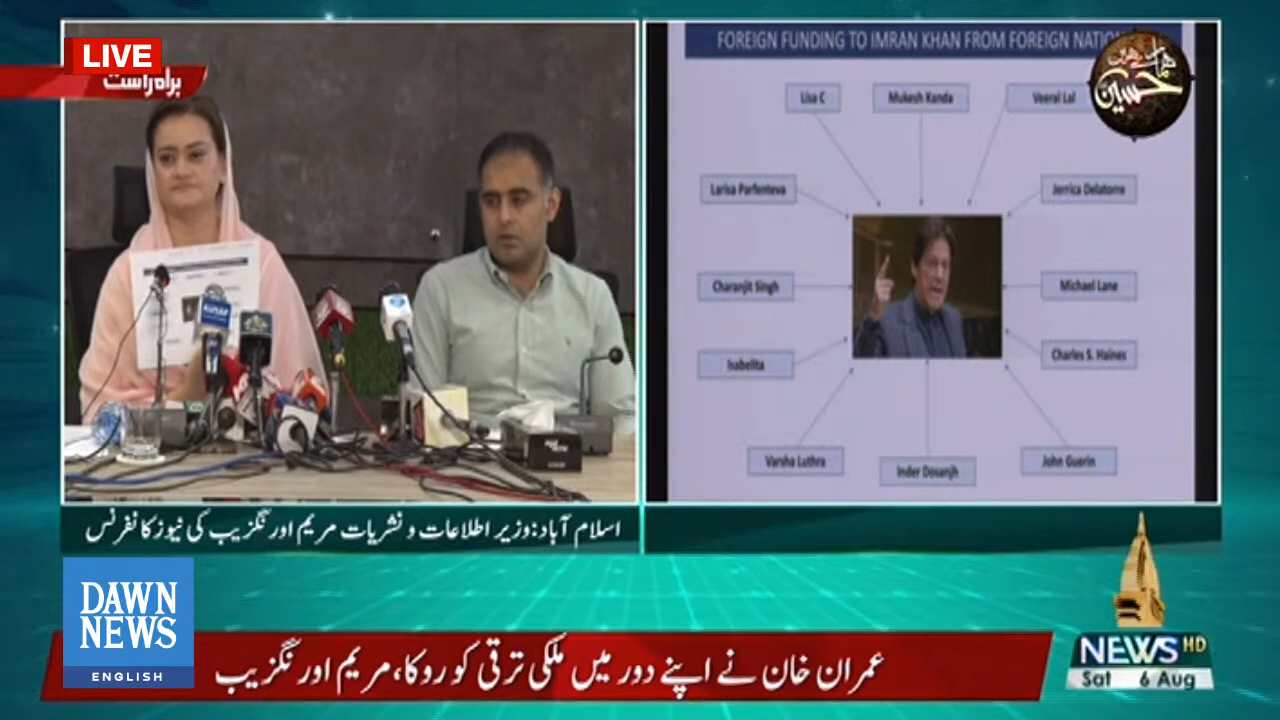 LIVE
براہ راست
FOREIGN FUNDING TO IMRAN KHAN FROM FOREIGN NATIO
ہمارے ہیں
حسین
Lisa C
Mukesh Kanda
Veeral Lal
Larisa Parfenteva
Jerrica Delatorre
Charanjit Singh
Michael Lane
Isabelita
Charles S. Haines
Varsha Luthra
Inder Dosanjh
John Guerin
اسلام آباد: وزیر اطلاعات و نشریات مریم اورنگزیب کی نیوز کانفرنس
DAWN
NEWS
ENGLISH
عمران خان نے اپنے دور میں ملکی ترقی کو روکا، مریم اورنگزیب
NEWS HD
Sat 6 Aug